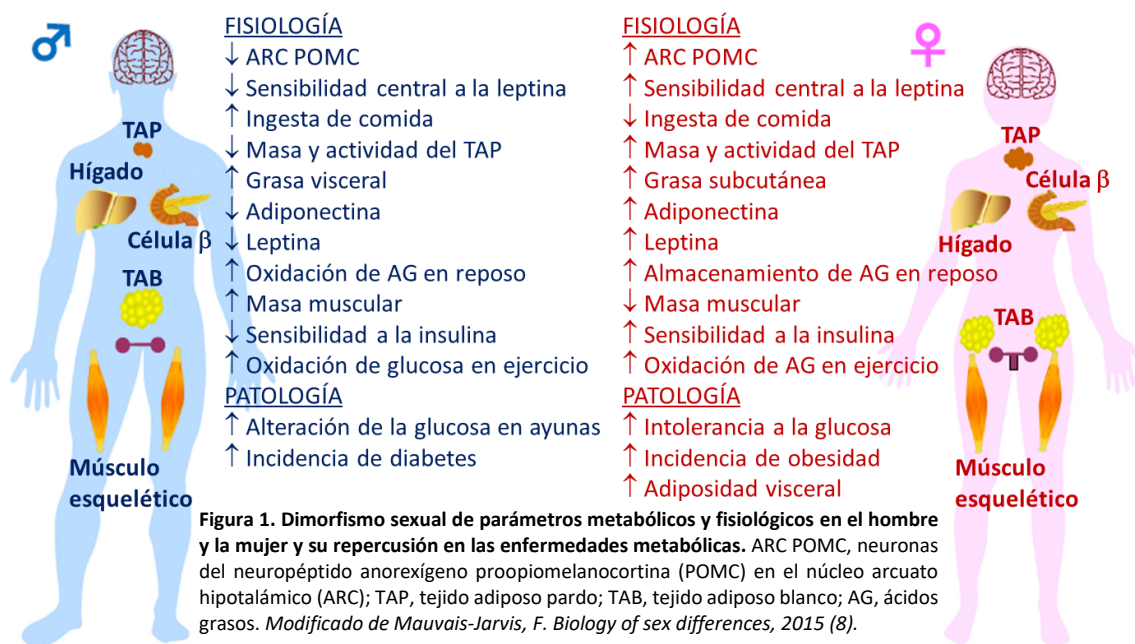 ♂
TAP
Hígado
Célula β
TAB
Músculo
esquelético
FISIOLOGÍA
↓ ARC POMC
↓ Sensibilidad central a la leptina
↑ Ingesta de comida
↓ Masa y actividad del TAP
↑ Grasa visceral
↓ Adiponectina
↓ Leptina
↑ Oxidación de AG en reposo
↑ Masa muscular
↓ Sensibilidad a la insulina
↑ Oxidación de glucosa en ejercicio
PATOLOGÍA
↑ Alteración de la glucosa en ayunas
↑ Incidencia de diabetes
FISIOLOGÍA
↑ ARC POMC
↑ Sensibilidad central a la leptina
↓ Ingesta de comida
↑ Masa y actividad del TAP
↑ Grasa subcutánea
↑ Adiponectina
↑ Leptina
↑ Almacenamiento de AG en reposo
↓ Masa muscular
↑ Sensibilidad a la insulina
↑ Oxidación de AG en ejercicio
PATOLOGÍA
↑ Intolerancia a la glucosa
↑ Incidencia de obesidad
↑ Adiposidad visceral
♀
TAP
Célula β
Hígado
TAB
Músculo
esquelético
Figura 1. Dimorfismo sexual de parámetros metabólicos y fisiológicos en el hombre
y la mujer y su repercusión en las enfermedades metabólicas. ARC POMC, neuronas
del neuropéptido anorexígeno proopiomelanocortina (POMC) en el núcleo arcuato
hipotalámico (ARC); TAP, tejido adiposo pardo; TAB, tejido adiposo blanco; AG, ácidos
grasos. Modificado de Mauvais-Jarvis, F. Biology of sex differences, 2015 (8).